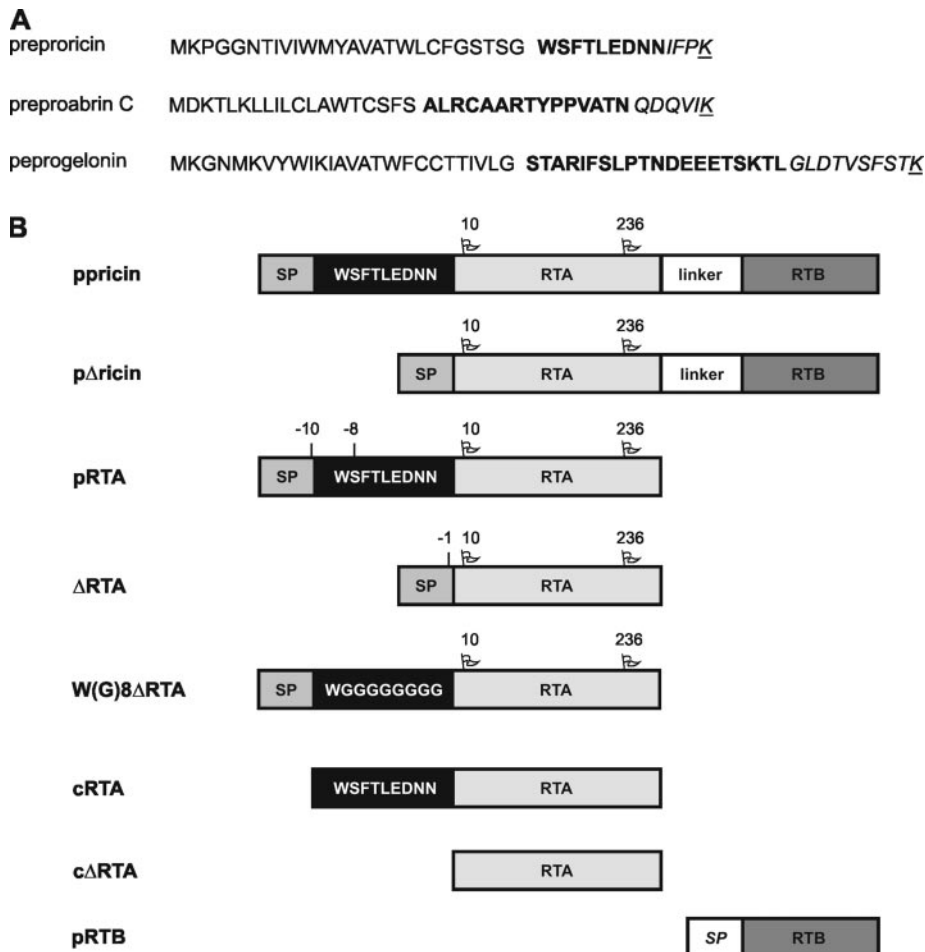 A
preproricin MKPGGNTIVIWMYAVATWLCFGSTSG WSFTLEDNNIFPK
preproabrin C MDKTLKLLILCLAWTCSFS ALRCAARTYPPVATN QDQVIK
peprogelonin MKGNMKVYWIKIAVATWFCCTTIVLG STARIFSLPTNDEEETSKTL GLDTVSFSTK
B
10 236
ppricin SP WSFTLEDNN RTA linker RTB
10 236
pΔricin SP RTA linker RTB
-10 -8 10 236
pRTA SP WSFTLEDNN RTA
-1 10 236
ΔRTA SP RTA
10 236
W(G)8ΔRTA SP WGGGGGGGG RTA
cRTA WSFTLEDNN RTA
cΔRTA RTA
pRTB SP RTB